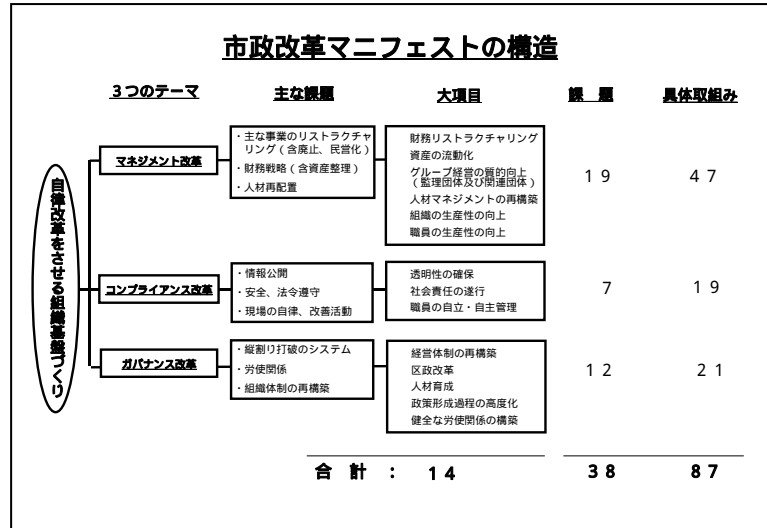 市政改革マニフェストの構造
３つのテーマ
主な課題
大項目
課　題
具体取組み
自律改革をさせる組織基盤づくり
マネジメント改革
・主な事業のリストラクチャ
リング（含廃止、民営化）
・財務戦略（含資産整理）
・人材再配置
財務リストラクチャリング
資産の流動化
グループ経営の質的向上
（監理団体及び関連団体）
人材マネジメントの再構築
組織の生産性の向上
職員の生産性の向上
１９
４７
コンプライアンス改革
・情報公開
・安全、法令遵守
・現場の自律、改善活動
透明性の確保
社会責任の遂行
職員の自立・自主管理
７
１９
ガバナンス改革
・縦割り打破のシステム
・労使関係
・組織体制の再構築
経営体制の再構築
区政改革
人材育成
政策形成過程の高度化
健全な労使関係の構築
１２
２１
合　計　：　１４
３８
８７